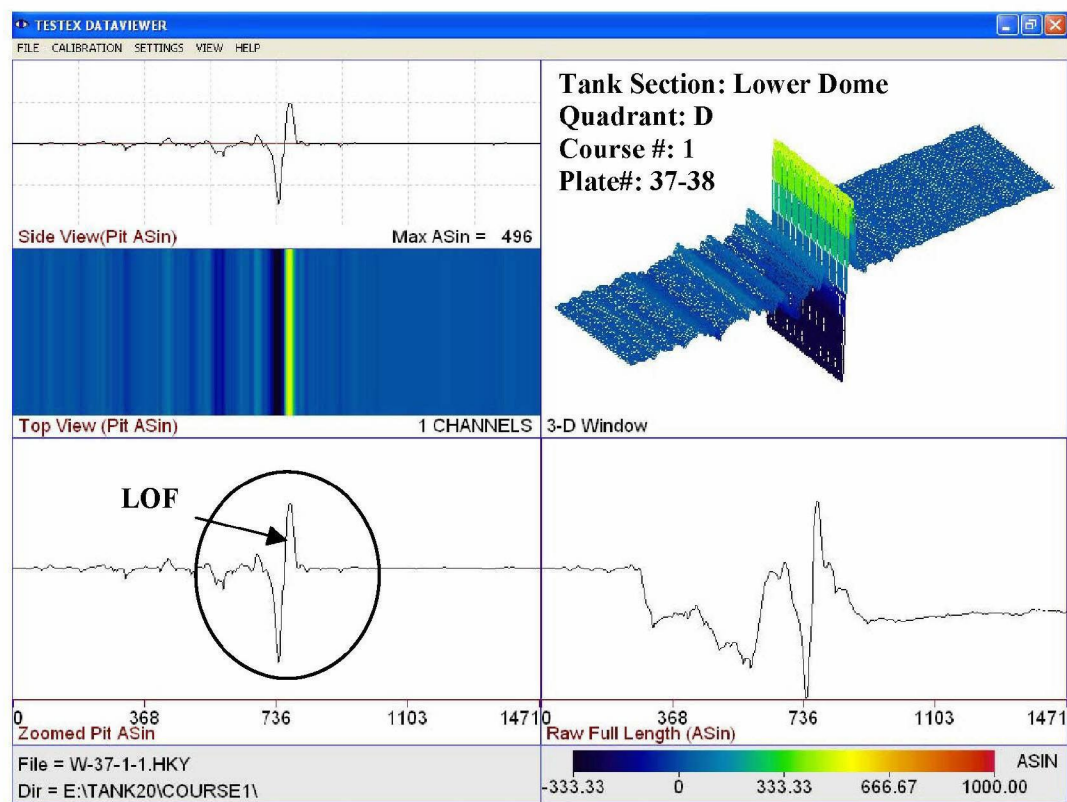 TESTEX DATAVIEWER
FILE CALIBRATION SETTINGS VIEW HELP
Side View(Pit ASin) Max ASin = 496
Tank Section: Lower Dome
Quadrant: D
Course #: 1
Plate#: 37-38
Top View (Pit ASin) 1 CHANNELS
3-D Window
LOF
0 368 736 1103 1471
Zoomed Pit ASin
0 368 736 1103 1471
Raw Full Length (ASin)
File = W-37-1-1.HKY
Dir = E:\TANK20\COURSE1\
ASIN
-333.33 0 333.33 666.67 1000.00